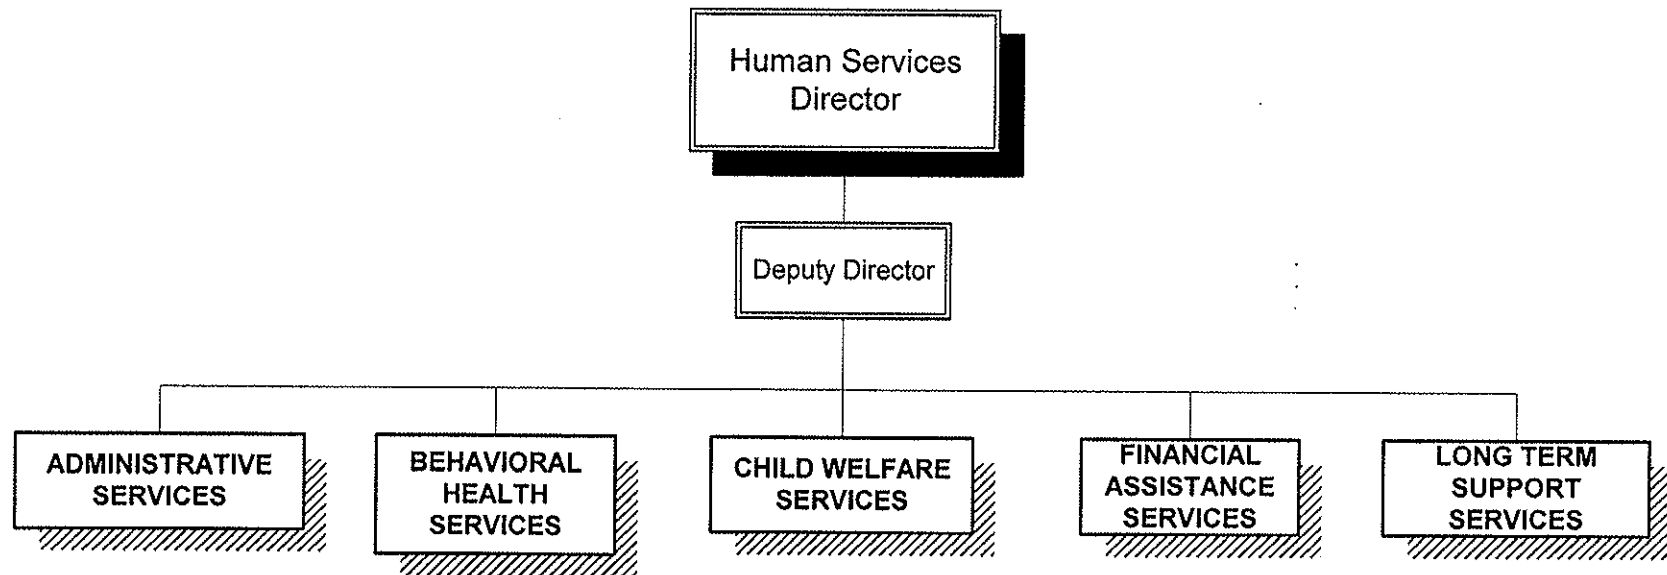 Human Services
Director
Deputy Director
ADMINISTRATIVE
SERVICES
BEHAVIORAL
HEALTH
SERVICES
CHILD WELFARE
SERVICES
FINANCIAL
ASSISTANCE
SERVICES
LONG TERM
SUPPORT
SERVICES